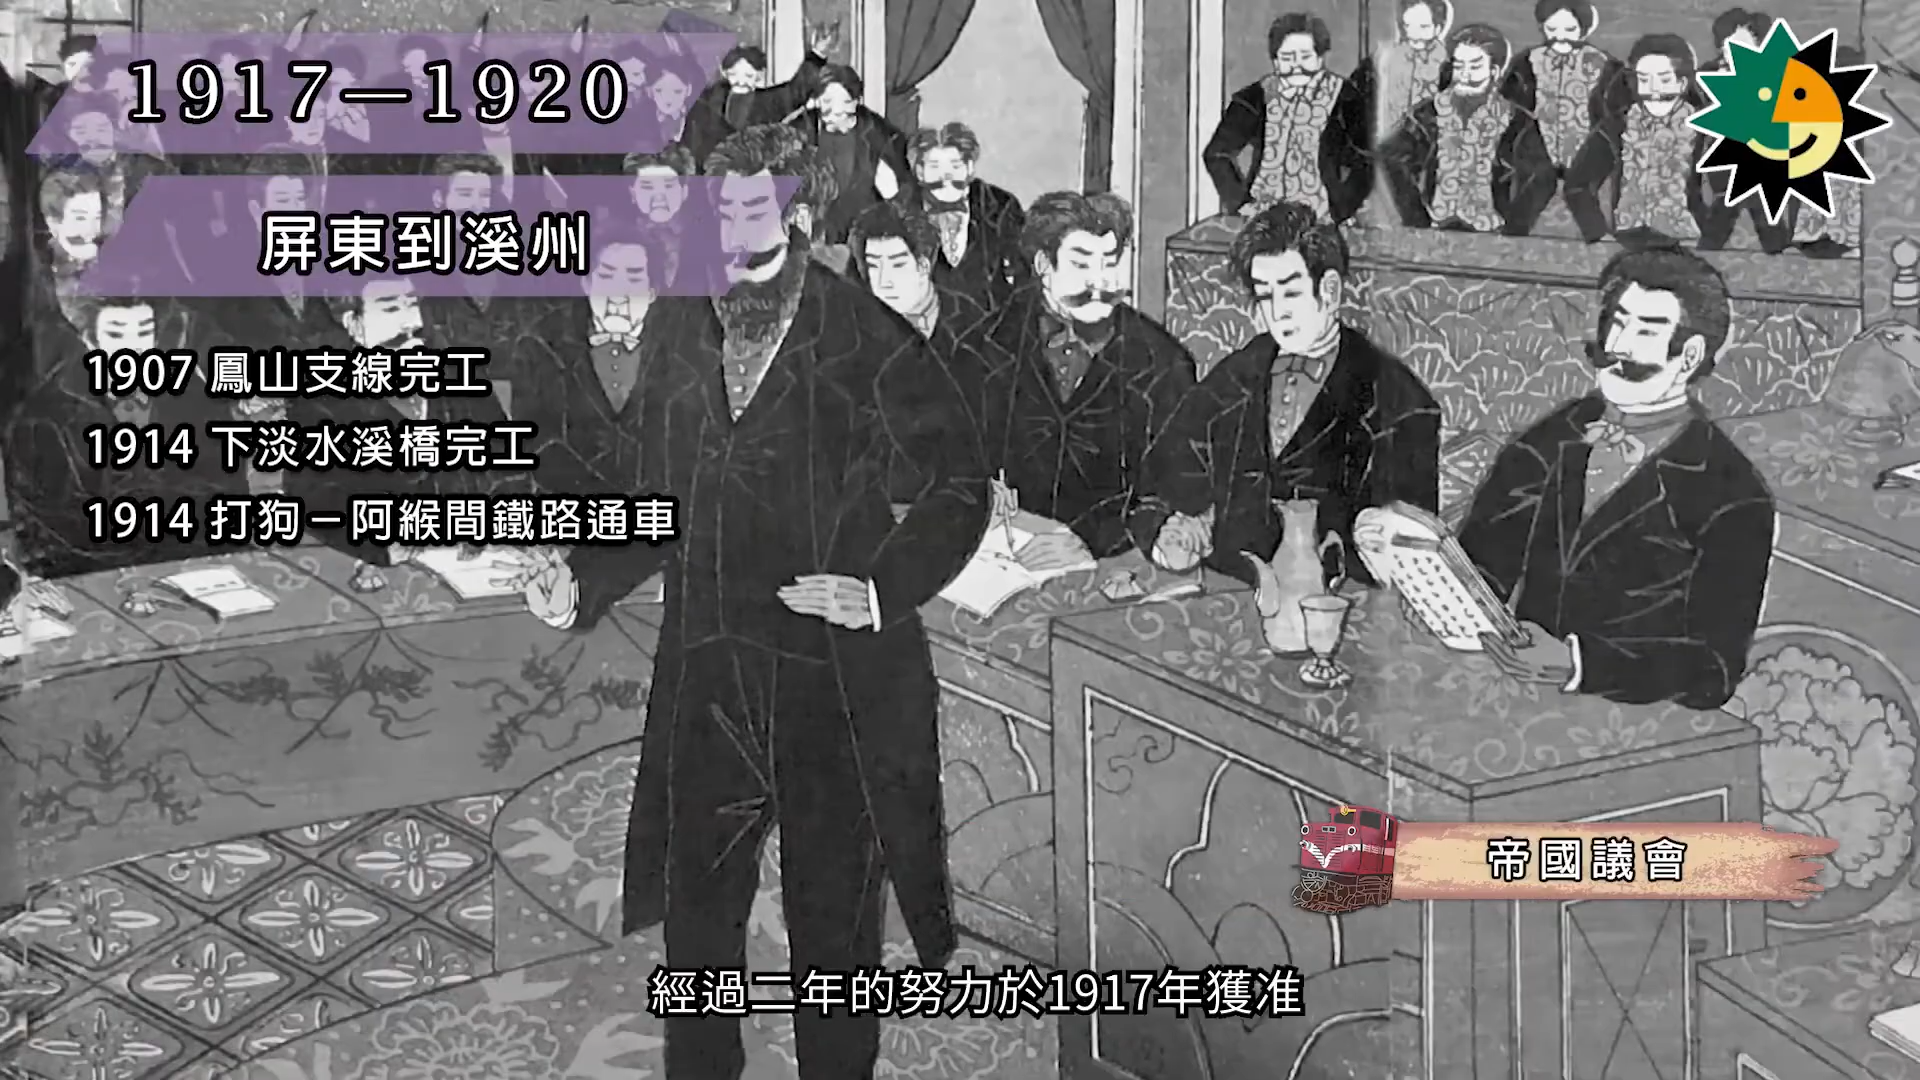 1917—1920
屏東到溪州
1907 鳳山支線完工
1914 下淡水溪橋完工
1914 打狗－阿緱間鐵路通車
帝國議會
經過二年的努力於1917年獲准